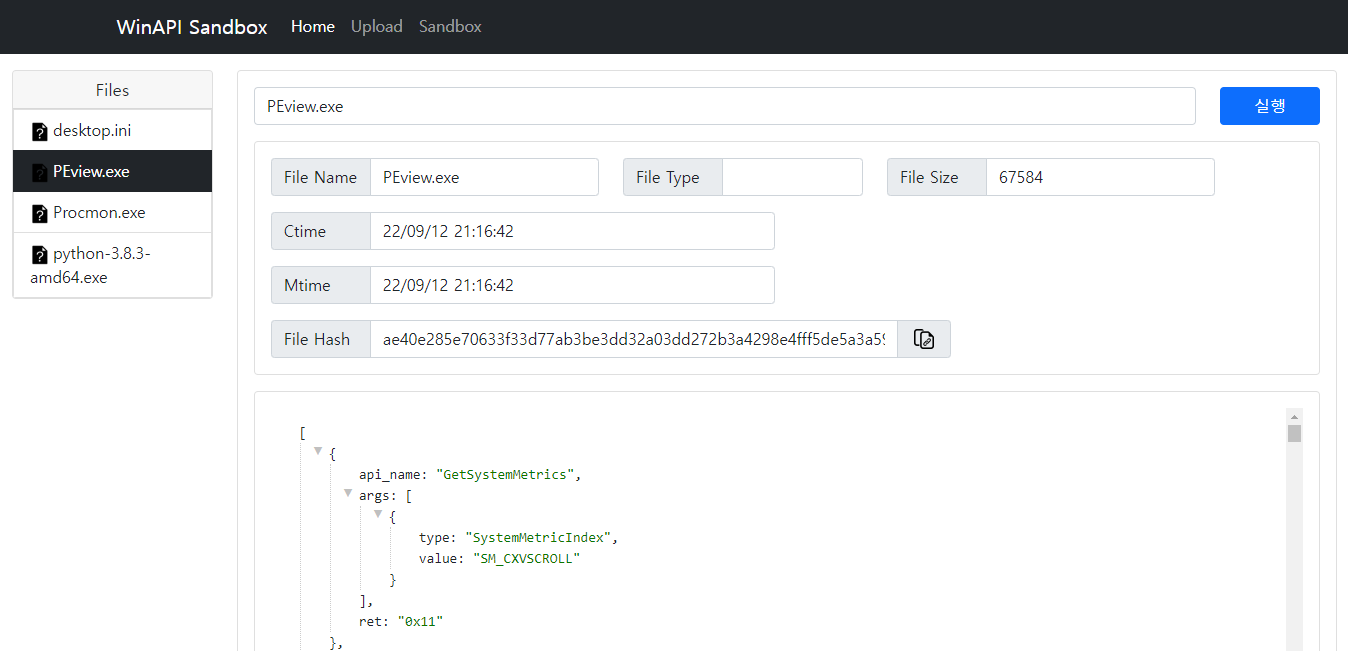 WinAPI Sandbox Home Upload Sandbox
Files
desktop.ini
PEview.exe
Procmon.exe
python-3.8.3-
amd64.exe
PEview.exe 실행
File Name PEview.exe File Type File Size 67584
Ctime 22/09/12 21:16:42
Mtime 22/09/12 21:16:42
File Hash ae40e285e70633f33d77ab3be3dd32a03dd272b3a4298e4fff5de5a3a59
[
{
api_name: "GetSystemMetrics",
args: [
{
type: "SystemMetricIndex",
value: "SM_CXVSCROLL"
}
],
ret: "0x11"
},